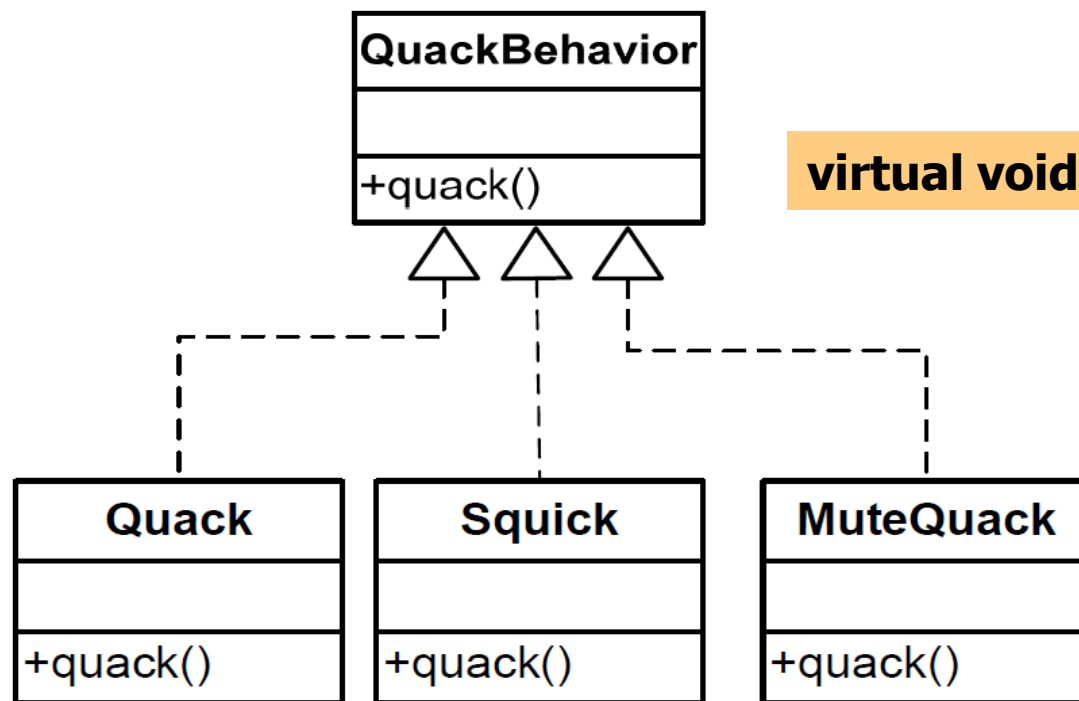 QuackBehavior
+quack()
virtual void
Quack
Squick
MuteQuack
+quack()
+quack()
+quack()